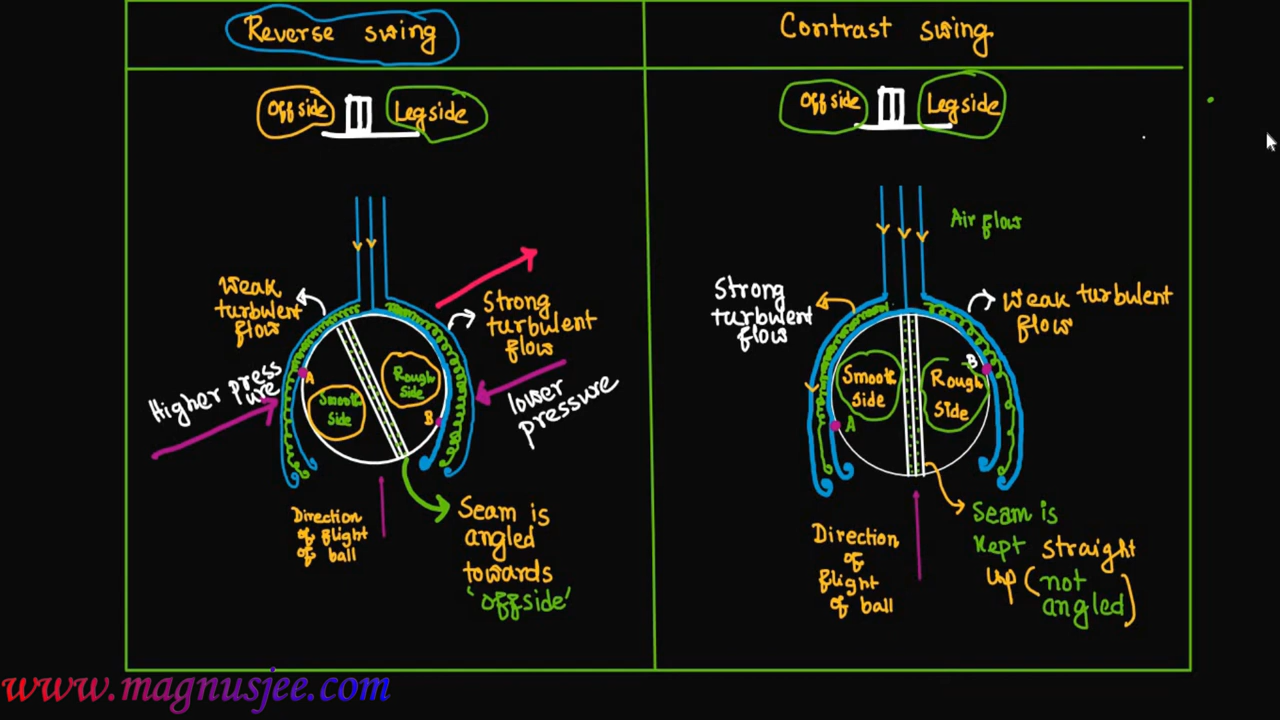 Reverse swing
Contrast swing
Off side
Leg side
Off side
Leg side
Air flow
Weak
turbulent
flow
Strong
turbulent
flow
Higher press
ure
lower
pressure
A
B
Smooth
Side
Rough
Side
Direction
of flight
of ball
Seam is
angled
towards
'offside'
Strong
turbulent
flow
Weak turbulent
flow
Smooth
side
Rough
Side
A
B
Direction
of
flight
of ball
Seam is
Kept straight
up (not
angled)
www.magnusjee.com